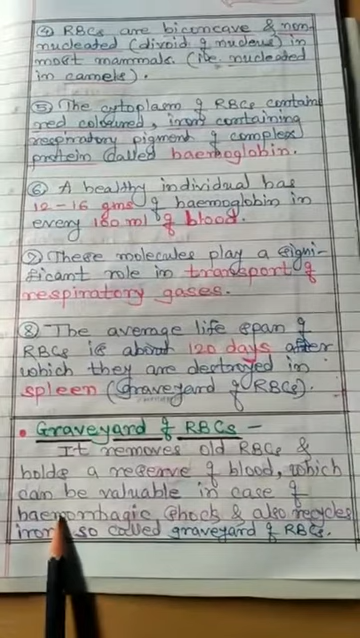 ④ RBCs are biconcave & non-
nucleated (divoid of nucleus) in
most mammals. (i.e. nucleated
in camels).
⑤ The cytoplasm of RBCs contain
red coloured, iron containing
respiratory pigment of complex
protein called haemoglobin.
⑥ A healthy individual has
12-16 gms of haemoglobin in
every 100 ml of blood.
⑦ These molecules play a signi-
ficant role in transport of
respiratory gases.
⑧ The average life span of
RBCs is about 120 days after
which they are destroyed in
spleen (Graveyard of RBCs).
• Graveyard of RBCs -
It removes old RBCs &
holds a reserve of blood, which
can be valuable in case of
haemorrhagic shock & also recycles
iron so called graveyard of RBCs.